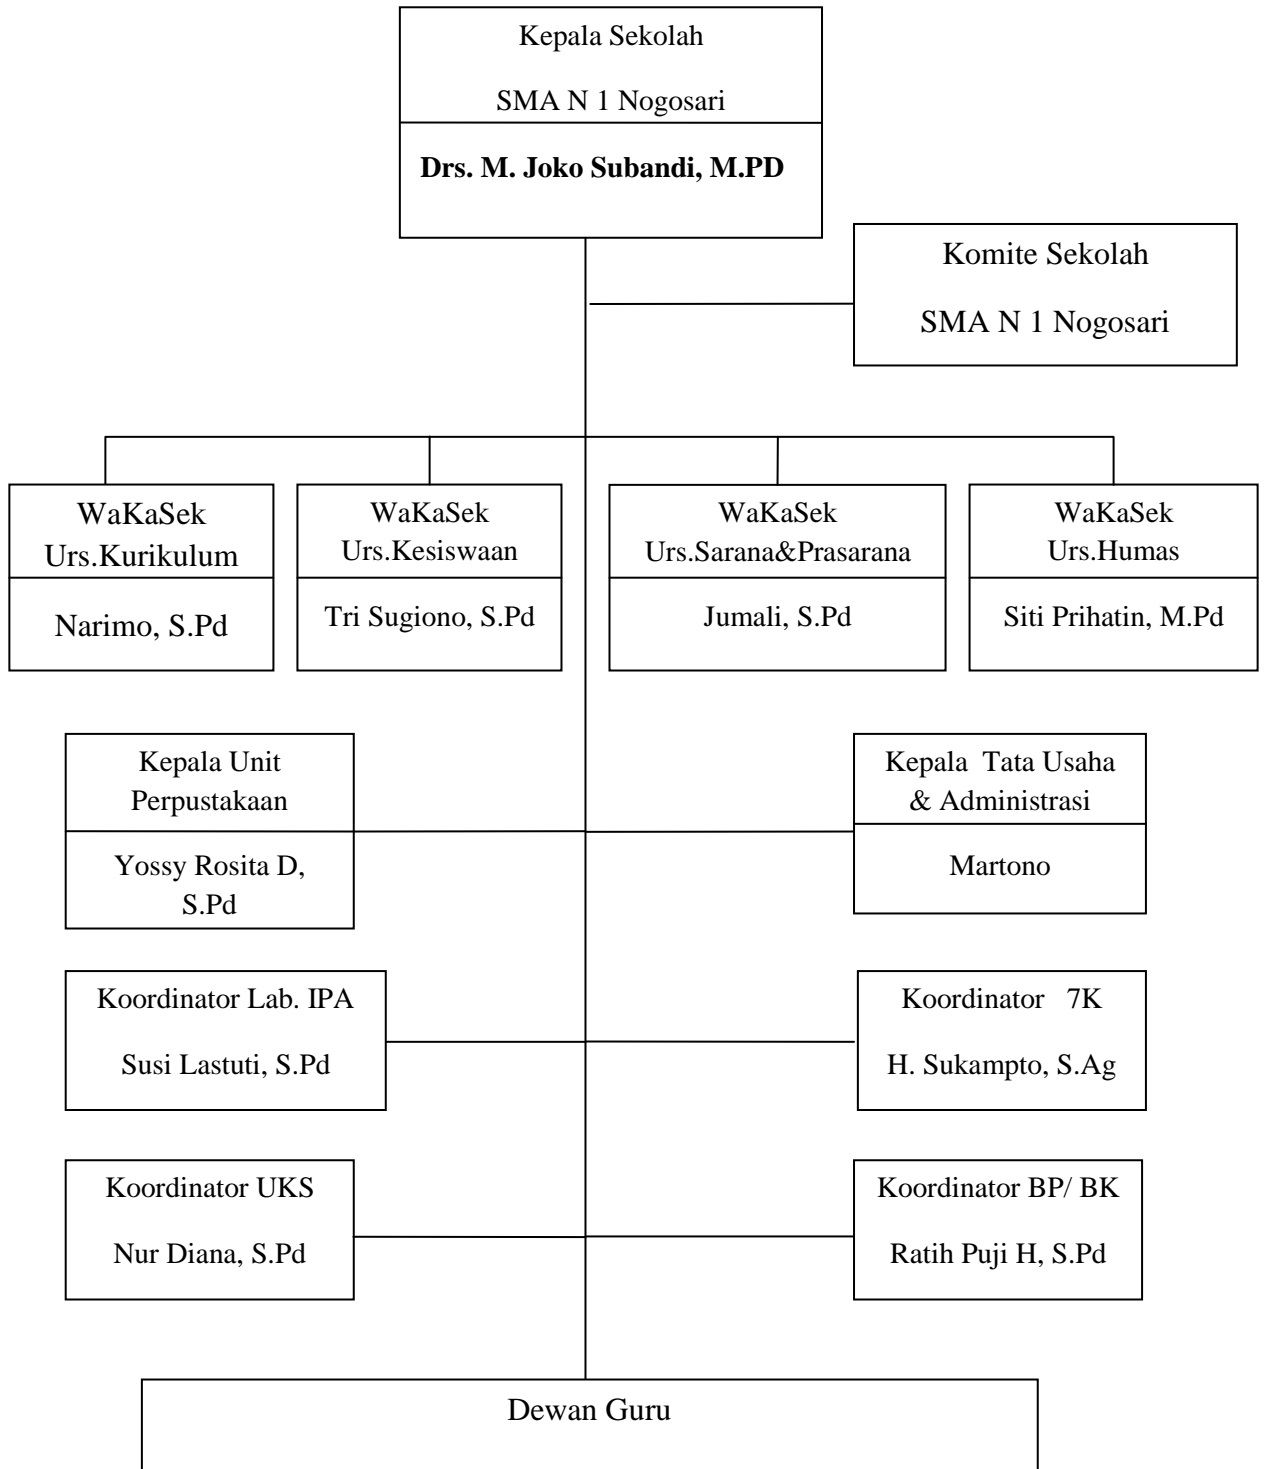 Kepala Sekolah
SMA N 1 Nogosari
Drs. M. Joko Subandi, M.PD
Komite Sekolah
SMA N 1 Nogosari
WaKaSek
Urs.Kurikulum
Narimo, S.Pd
WaKaSek
Urs.Kesiswaan
Tri Sugiono, S.Pd
WaKaSek
Urs.Sarana&Prasarana
Jumali, S.Pd
WaKaSek
Urs.Humas
Siti Prihatin, M.Pd
Kepala Unit
Perpustakaan
Yossy Rosita D,
S.Pd
Kepala Tata Usaha
& Administrasi
Martono
Koordinator Lab. IPA
Susi Lastuti, S.Pd
Koordinator 7K
H. Sukampto, S.Ag
Koordinator UKS
Nur Diana, S.Pd
Koordinator BP/ BK
Ratih Puji H, S.Pd
Dewan Guru